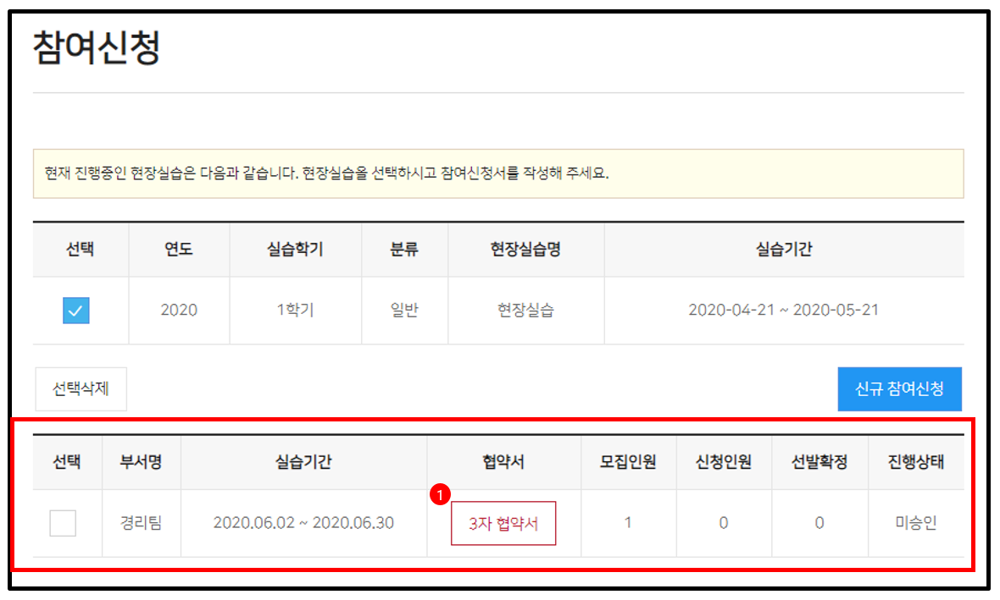 참여신청
현재 진행중인 현장실습은 다음과 같습니다. 현장실습을 선택하시고 참여신청서를 작성해 주세요.
선택 연도 실습학기 분류 현장실습명 실습기간
2020 1학기 일반 현장실습 2020-04-21 ~ 2020-05-21
선택삭제 신규 참여신청
선택 부서명 실습기간 협약서 모집인원 신청인원 선발확정 진행상태
1
경리팀 2020.06.02 ~ 2020.06.30 3자 협약서 1 0 0 미승인